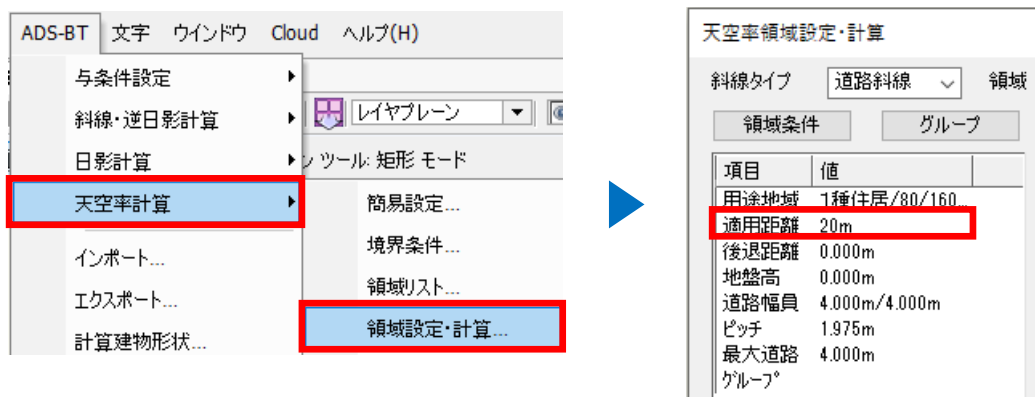 ADS-BT 文字 ウインドウ Cloud ヘルプ(H)
与条件設定
斜線・逆日影計算
レイヤプレーン
日影計算
ン ツール: 矩形 モード
天空率計算
簡易設定...
境界条件...
インポート...
領域リスト...
エクスポート...
領域設定・計算...
計算建物形状...
天空率領域設定・計算
斜線タイプ 道路斜線 領域
領域条件 グループ
項目 値
用途地域 1種住居/80/160...
適用距離 20m
後退距離 0.000m
地盤高 0.000m
道路幅員 4.000m/4.000m
ピッチ 1.975m
最大道路 4.000m
グループ